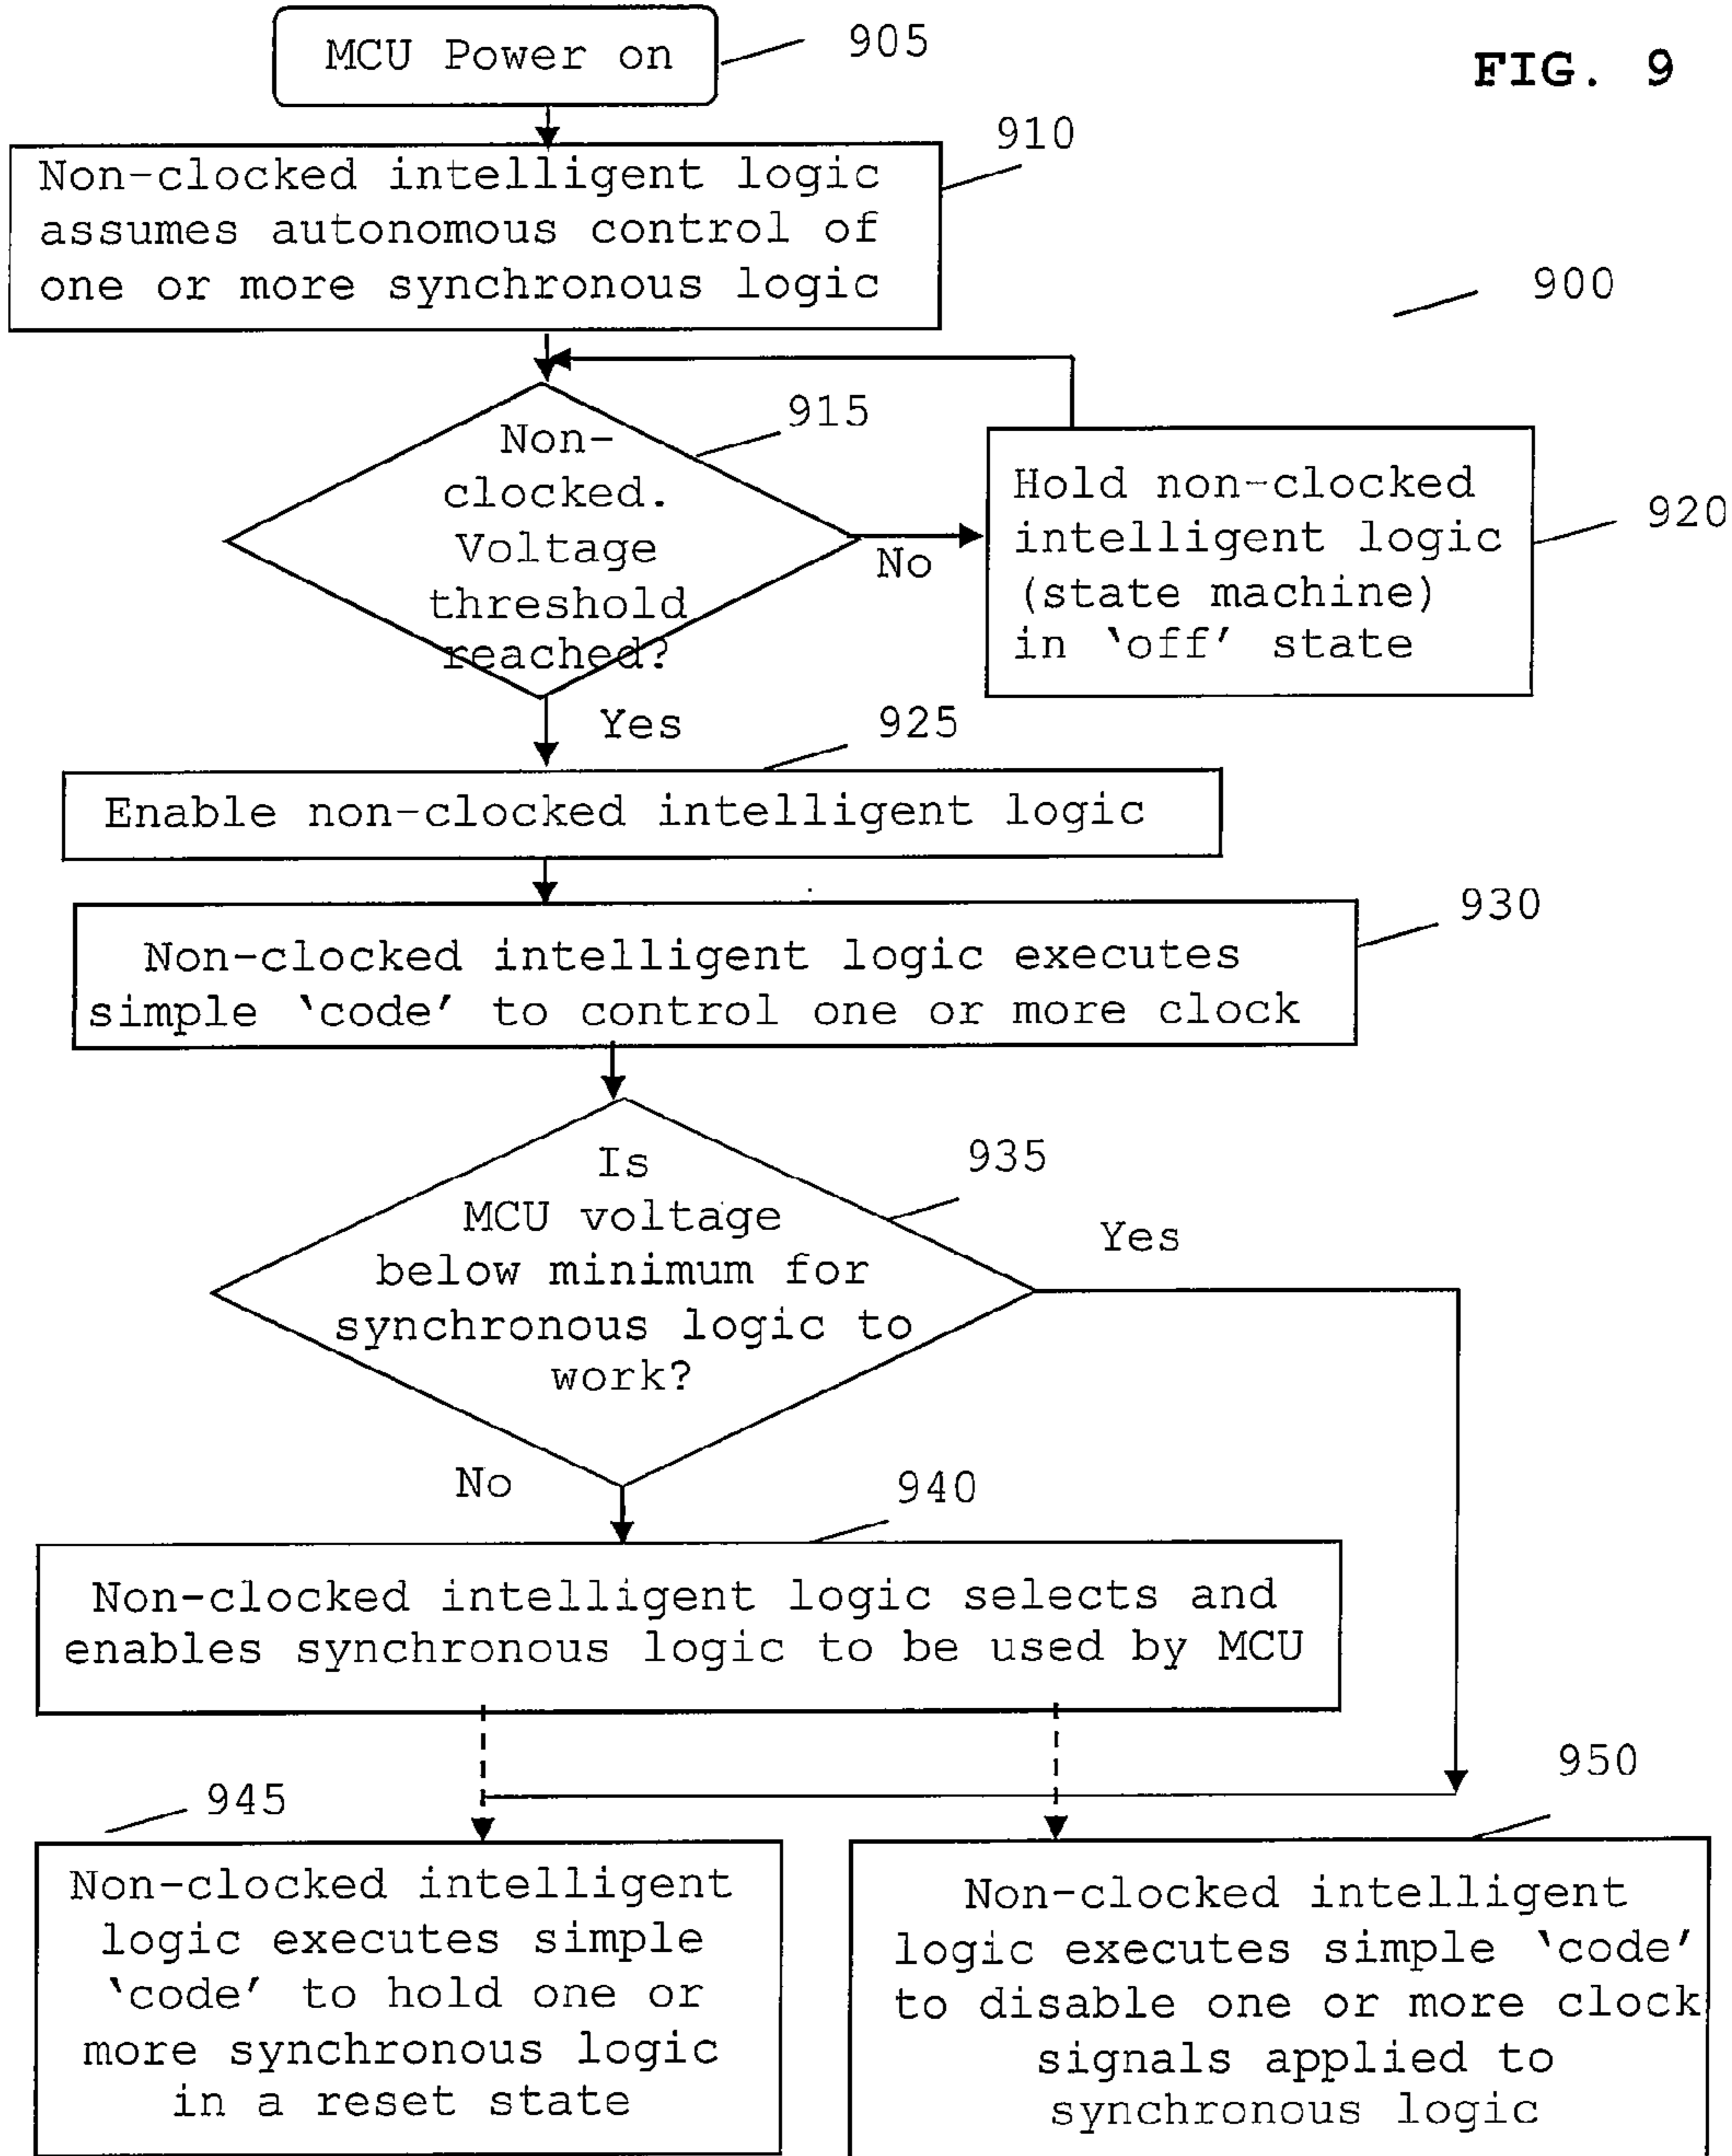 MCU Power on
905
FIG. 9
910
Non-clocked intelligent logic
assumes autonomous control of
one or more synchronous logic
900
915
Non-
clocked.
Voltage
threshold
reached?
No
Hold non-clocked
intelligent logic
(state machine)
in 'off' state
920
Yes
925
Enable non-clocked intelligent logic
930
Non-clocked intelligent logic executes
simple 'code' to control one or more clock
935
Is
MCU voltage
below minimum for
synchronous logic to
work?
Yes
No
940
Non-clocked intelligent logic selects and
enables synchronous logic to be used by MCU
945
950
Non-clocked intelligent
logic executes simple
'code' to hold one or
more synchronous logic
in a reset state
Non-clocked intelligent
logic executes simple 'code'
to disable one or more clock
signals applied to
synchronous logic